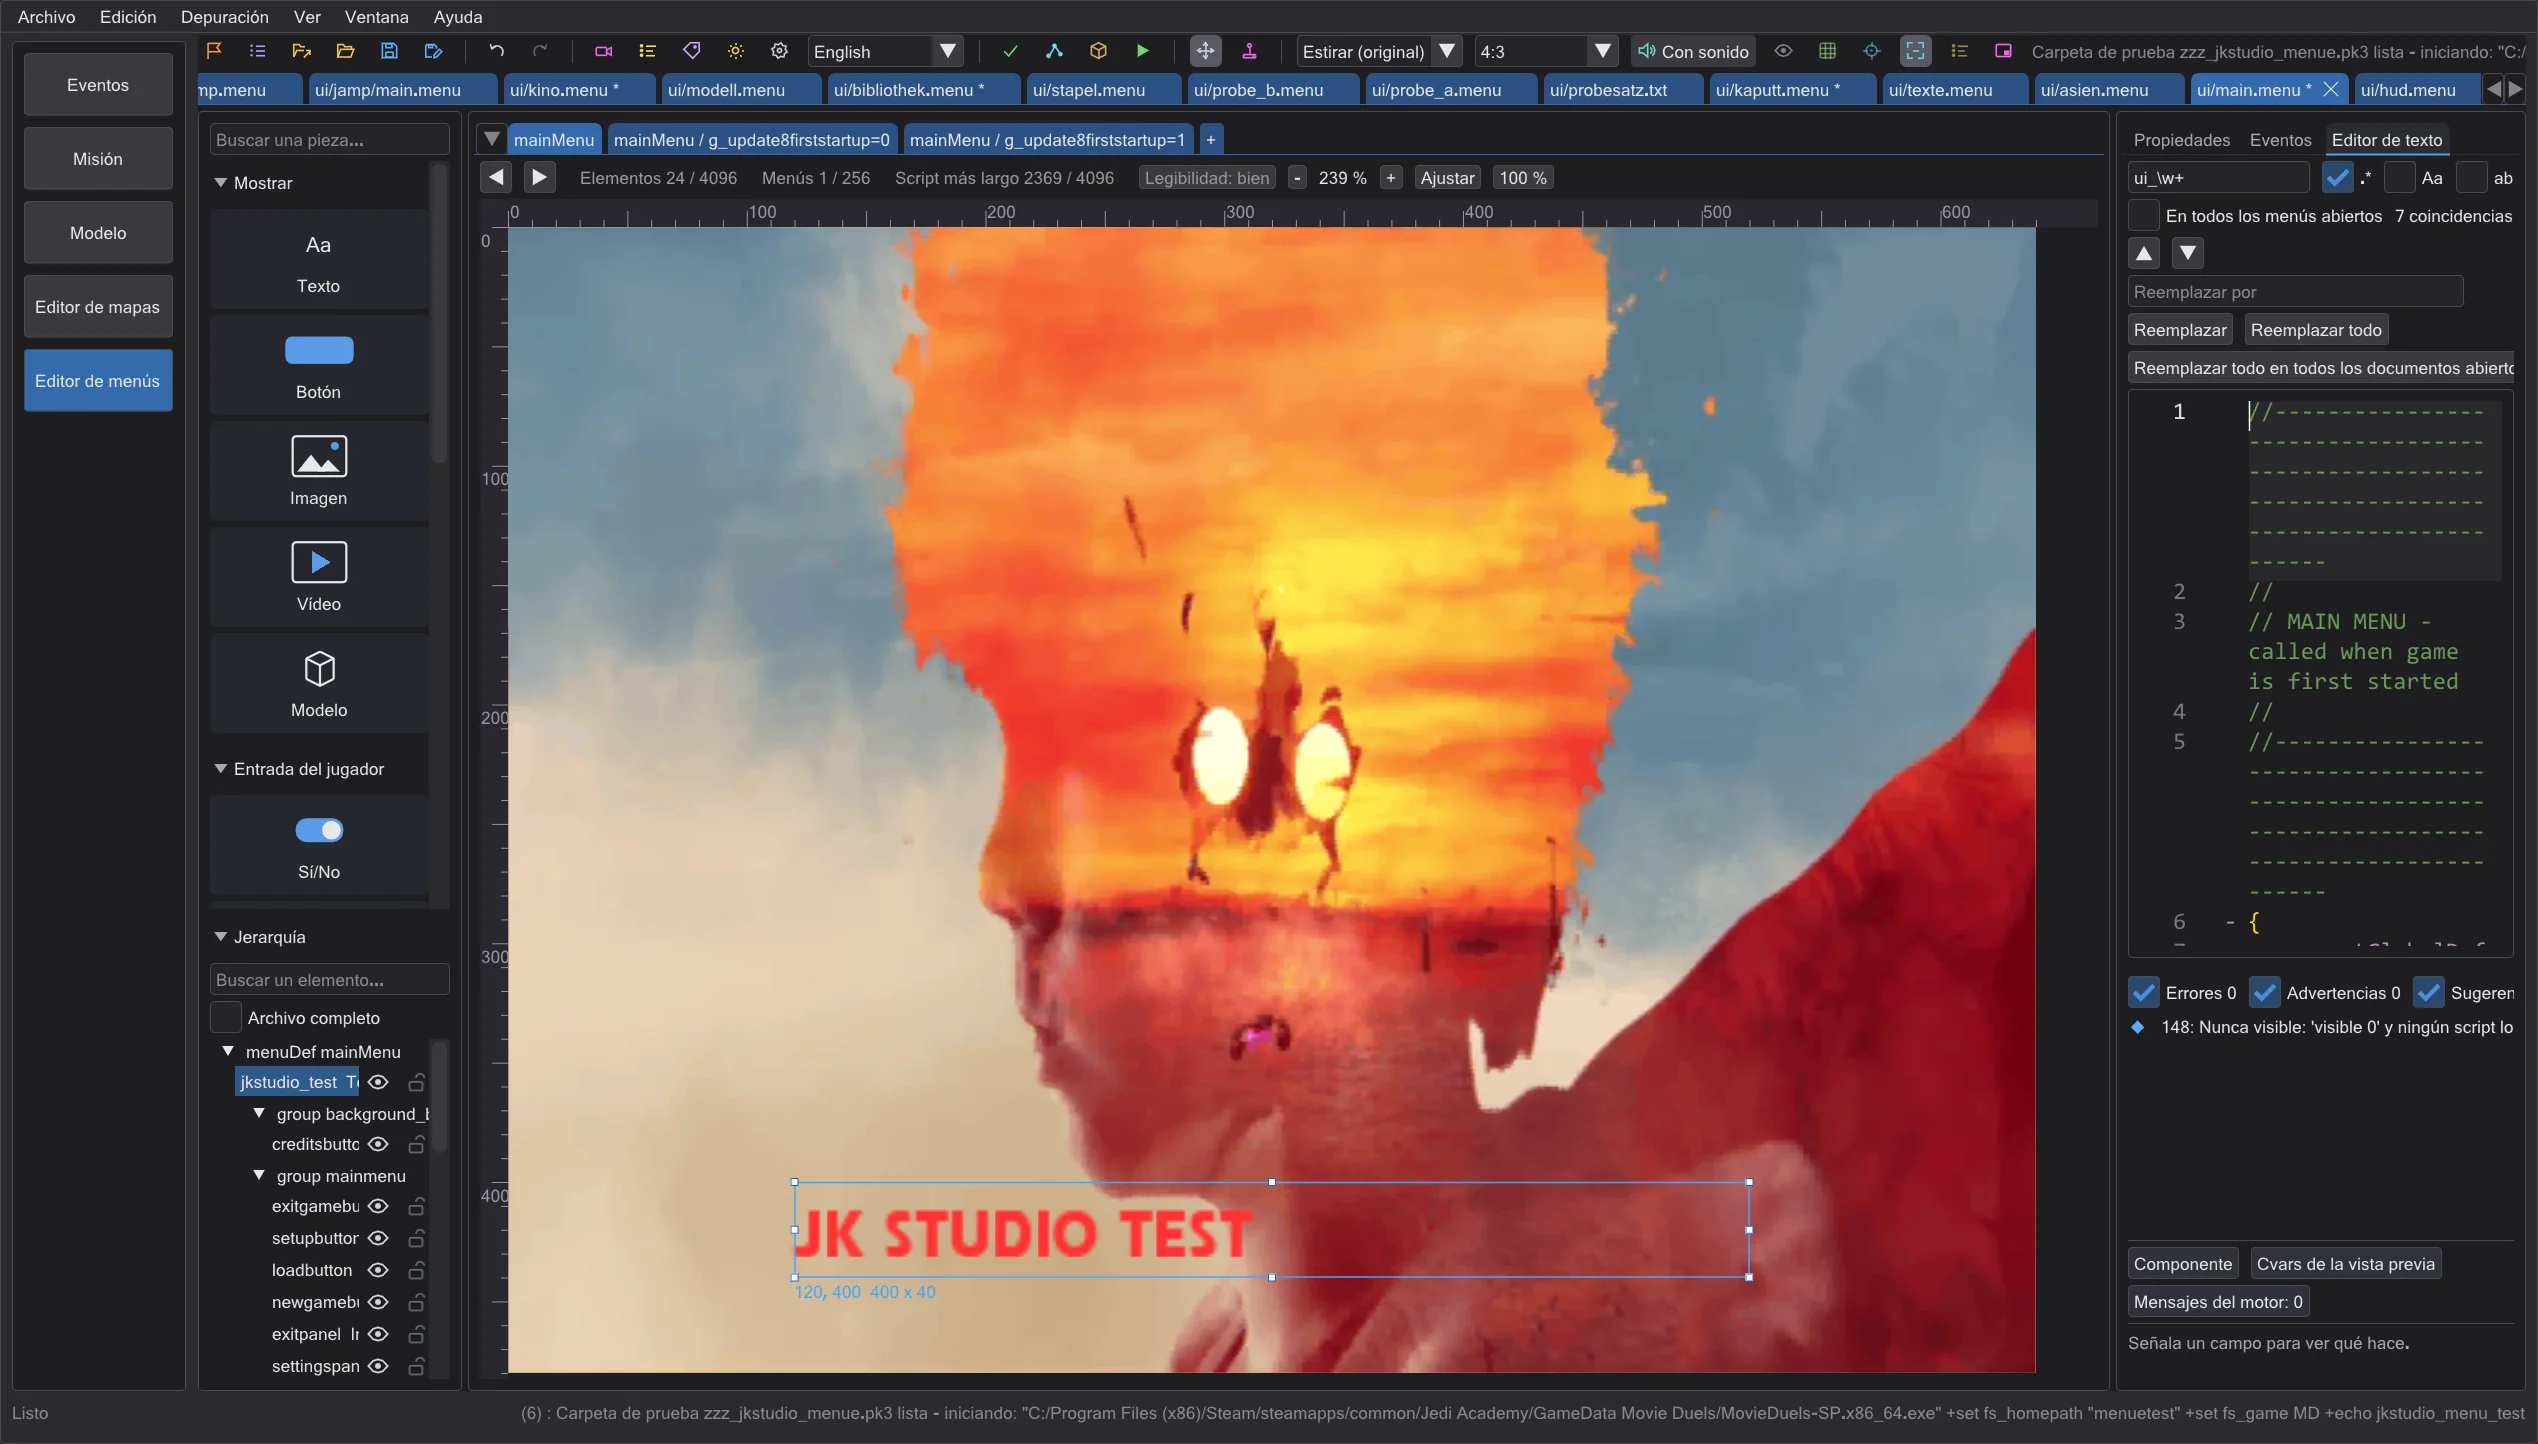 Archivo Edición Depuración Ver Ventana Ayuda
English
Estirar (original)
4:3
Con sonido
Carpeta de prueba zzz_jkstudio_menue.pk3 lista - iniciando: "C:/
Eventos
Misión
Modelo
Editor de mapas
Editor de menús
mp.menu
ui/jamp/main.menu
ui/kino.menu *
ui/modell.menu
ui/bibliothek.menu *
ui/stapel.menu
ui/probe_b.menu
ui/probe_a.menu
ui/probesatz.txt
ui/kaputt.menu *
ui/texte.menu
ui/asien.menu
ui/main.menu *
ui/hud.menu
Buscar una pieza...
Mostrar
Aa
Texto
Botón
Imagen
Vídeo
Modelo
Entrada del jugador
Sí/No
Jerarquía
Buscar un elemento...
Archivo completo
menuDef mainMenu
jkstudio_test
group background_b
creditsbutto
group mainmenu
exitgamebu
setupbutton
loadbutton
newgamebu
exitpanel
settingspan
mainMenu
mainMenu / g_update8firststartup=0
mainMenu / g_update8firststartup=1
+
Elementos 24 / 4096
Menús 1 / 256
Script más largo 2369 / 4096
Legibilidad: bien
- 239 % +
Ajustar
100 %
0 100 200 300 400 500 600
0
100
200
300
400
JK STUDIO TEST
120, 400 400 x 40
Propiedades
Eventos
Editor de texto
ui_\w+
.*
Aa
ab
En todos los menús abiertos
7 coincidencias
Reemplazar por
Reemplazar
Reemplazar todo
Reemplazar todo en todos los documentos abierto
1 //----------------
------------------
------------------
------------------
------------------
------
2 //
3 // MAIN MENU -
called when game
is first started
4 //
5 //----------------
------------------
------------------
------------------
------------------
------
6 - {
Errores 0
Advertencias 0
Sugeren
148: Nunca visible: 'visible 0' y ningún script lo
Componente
Cvars de la vista previa
Mensajes del motor: 0
Señala un campo para ver qué hace.
Listo
(6) : Carpeta de prueba zzz_jkstudio_menue.pk3 lista - iniciando: "C:/Program Files (x86)/Steam/steamapps/common/Jedi Academy/GameData Movie Duels/MovieDuels-SP.x86_64.exe" +set fs_homepath "menuetest" +set fs_game MD +echo jkstudio_menu_test